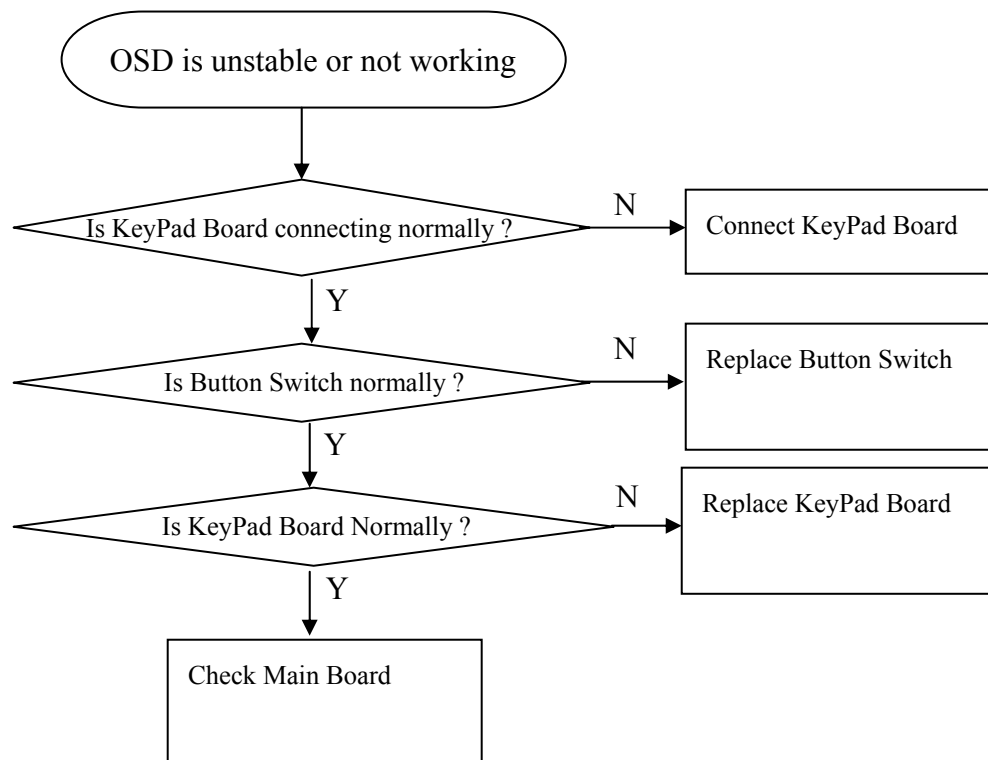 OSD is unstable or not working
Is KeyPad Board connecting normally ?
N
Connect KeyPad Board
Y
Is Button Switch normally ?
N
Replace Button Switch
Y
Is KeyPad Board Normally ?
N
Replace KeyPad Board
Y
Check Main Board